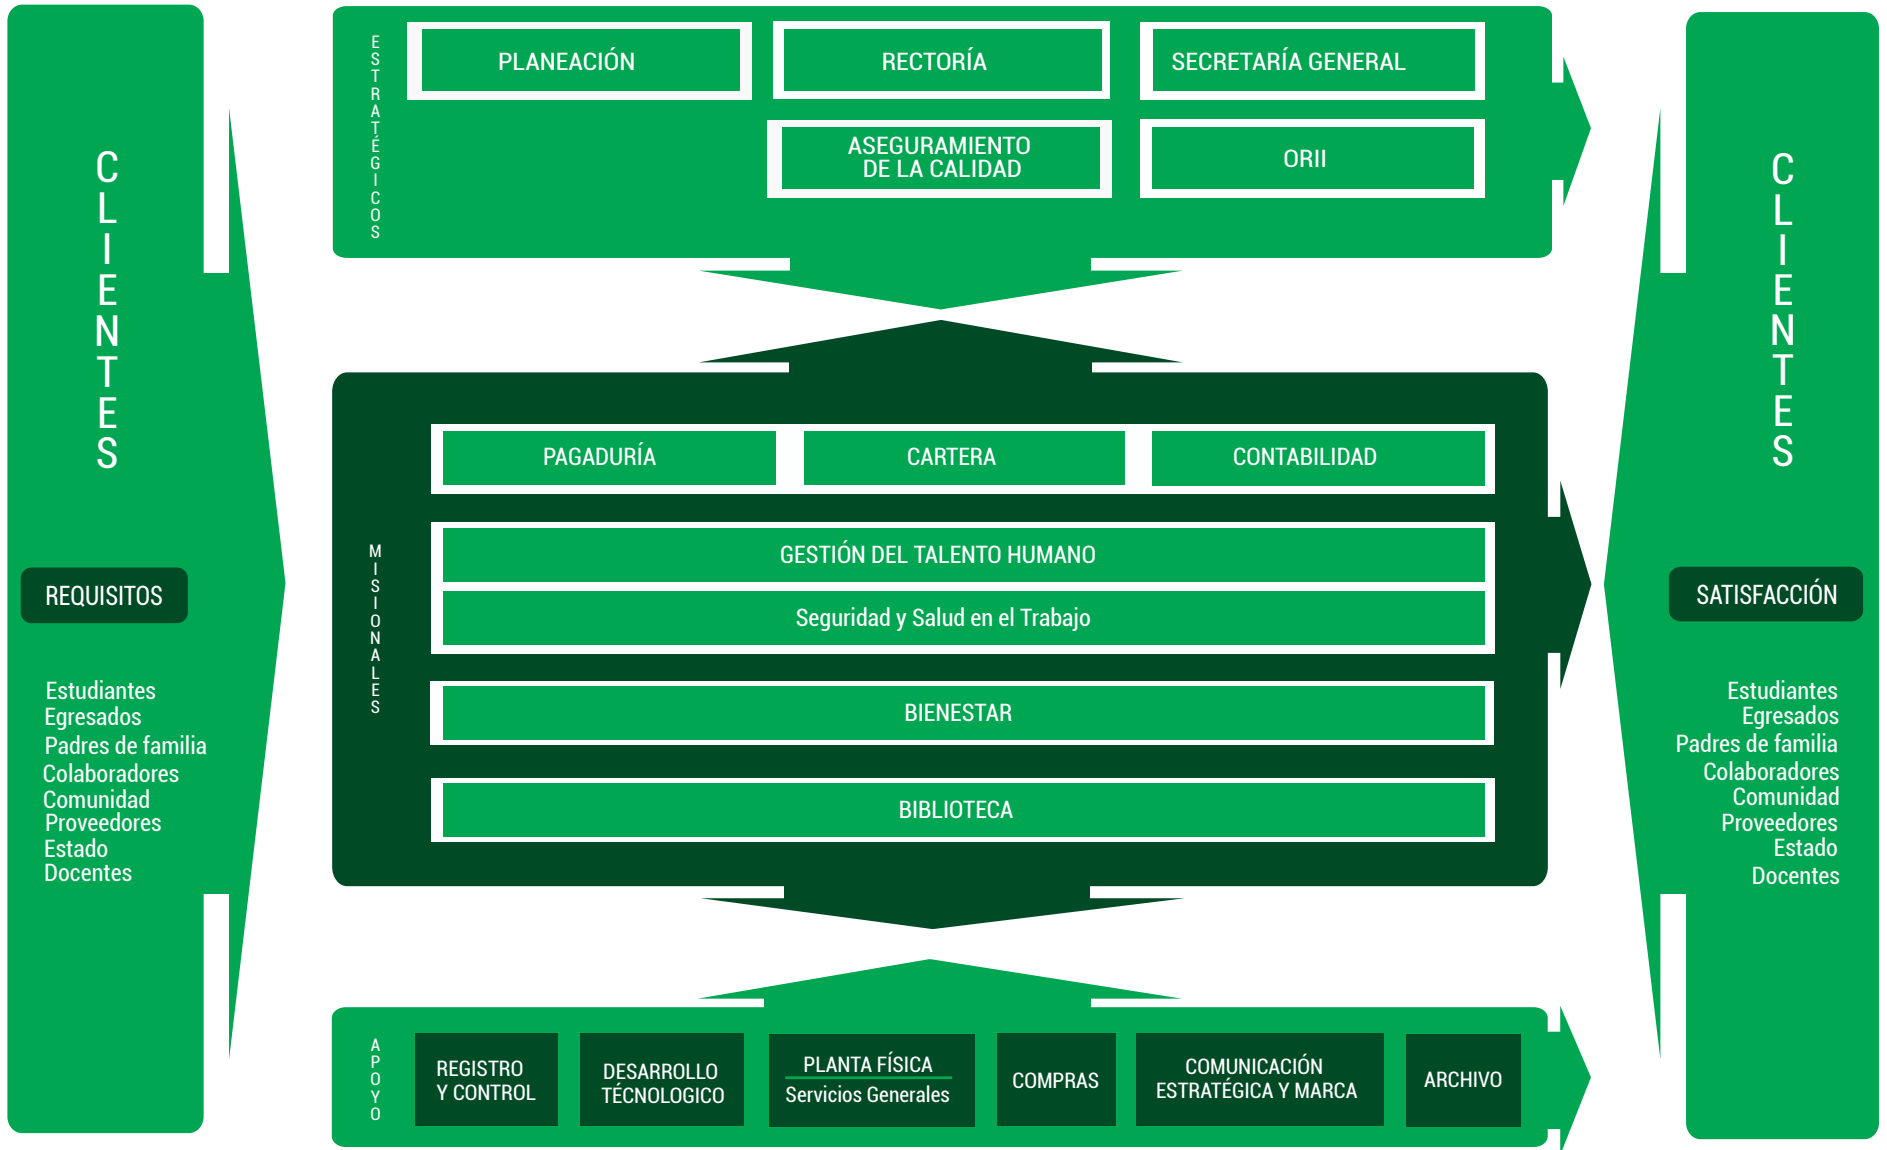 CLIENTES
REQUISITOS
Estudiantes
Egresados
Padres de familia
Colaboradores
Comunidad
Proveedores
Estado
Docentes
ESTRATÉGICOS
PLANEACIÓN
RECTORÍA
SECRETARÍA GENERAL
ASEGURAMIENTO
DE LA CALIDAD
ORII
MISIONALES
PAGADURÍA
CARTERA
CONTABILIDAD
GESTIÓN DEL TALENTO HUMANO
Seguridad y Salud en el Trabajo
BIENESTAR
BIBLIOTECA
APOYO
REGISTRO
Y CONTROL
DESARROLLO
TÉCNOLOGICO
PLANTA FÍSICA
Servicios Generales
COMPRAS
COMUNICACIÓN
ESTRATÉGICA Y MARCA
ARCHIVO
CLIENTES
SATISFACCIÓN
Estudiantes
Egresados
Padres de familia
Colaboradores
Comunidad
Proveedores
Estado
Docentes